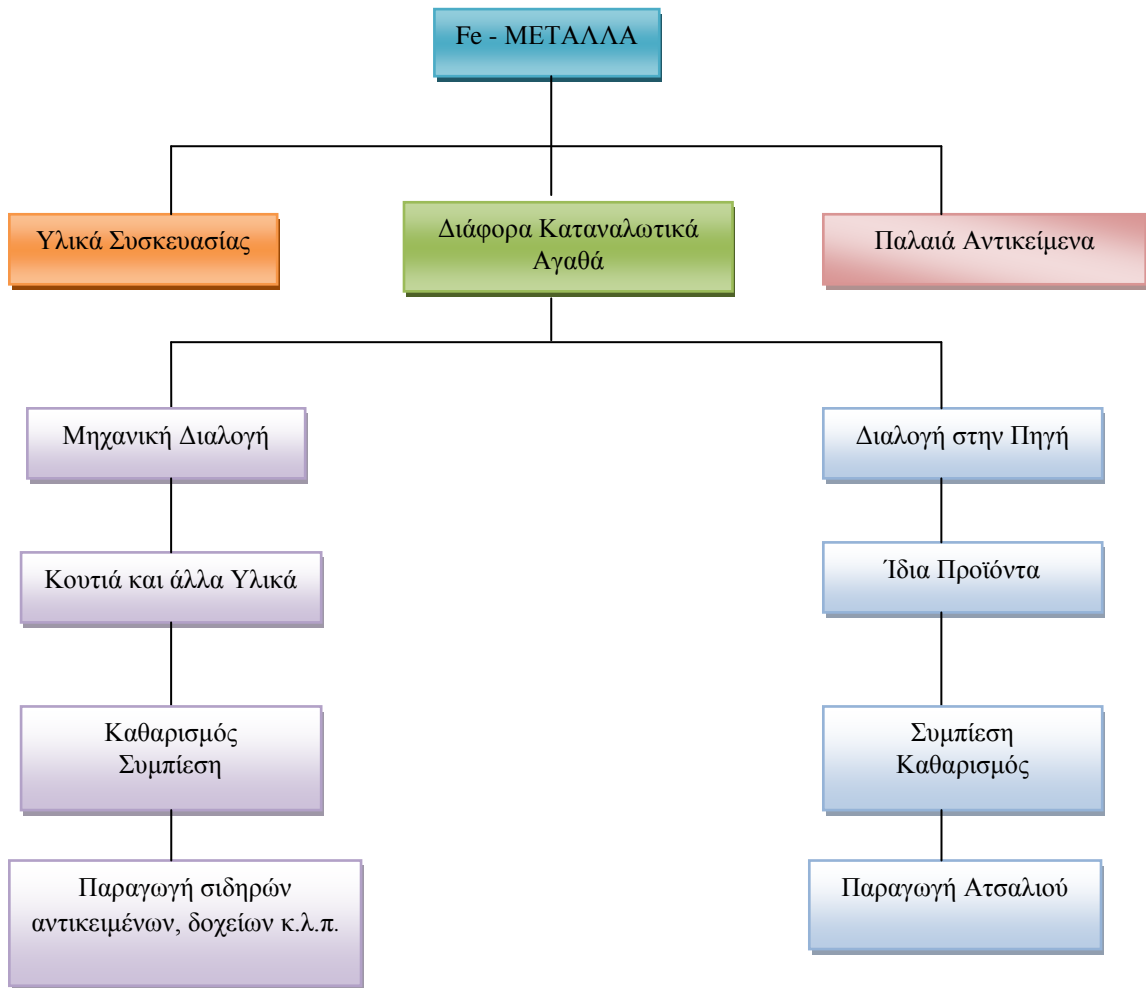 Fe - ΜΕΤΑΛΛΑ
Υλικά Συσκευασίας
Διάφορα Καταναλωτικά
Αγαθά
Παλαιά Αντικείμενα
Μηχανική Διαλογή
Διαλογή στην Πηγή
Κουτιά και άλλα Υλικά
Ίδια Προϊόντα
Καθαρισμός
Συμπίεση
Συμπίεση
Καθαρισμός
Παραγωγή σιδηρών
αντικειμένων, δοχείων κ.λ.π.
Παραγωγή Ατσαλιού